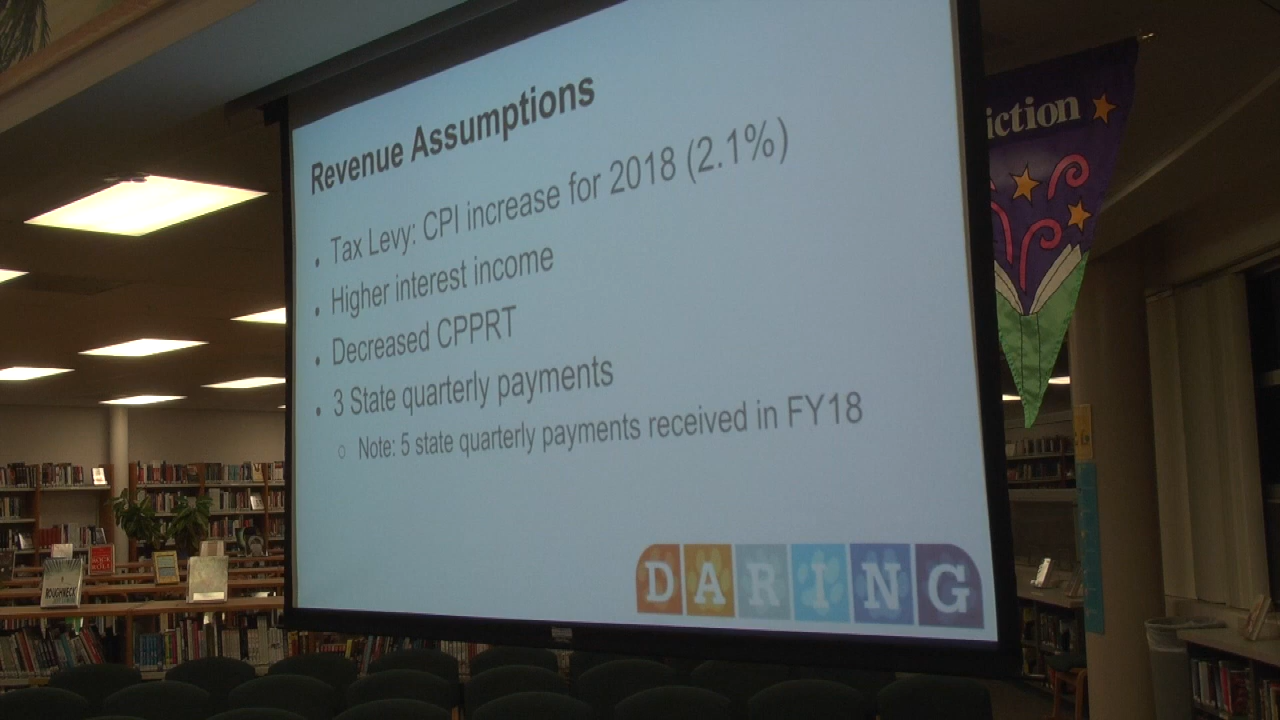 Revenue Assumptions
• Tax Levy: CPI increase for 2018 (2.1%)
• Higher interest income
• Decreased CPPRT
• 3 State quarterly payments
○ Note: 5 state quarterly payments received in FY18
DARING
iction
ROUGHNECK